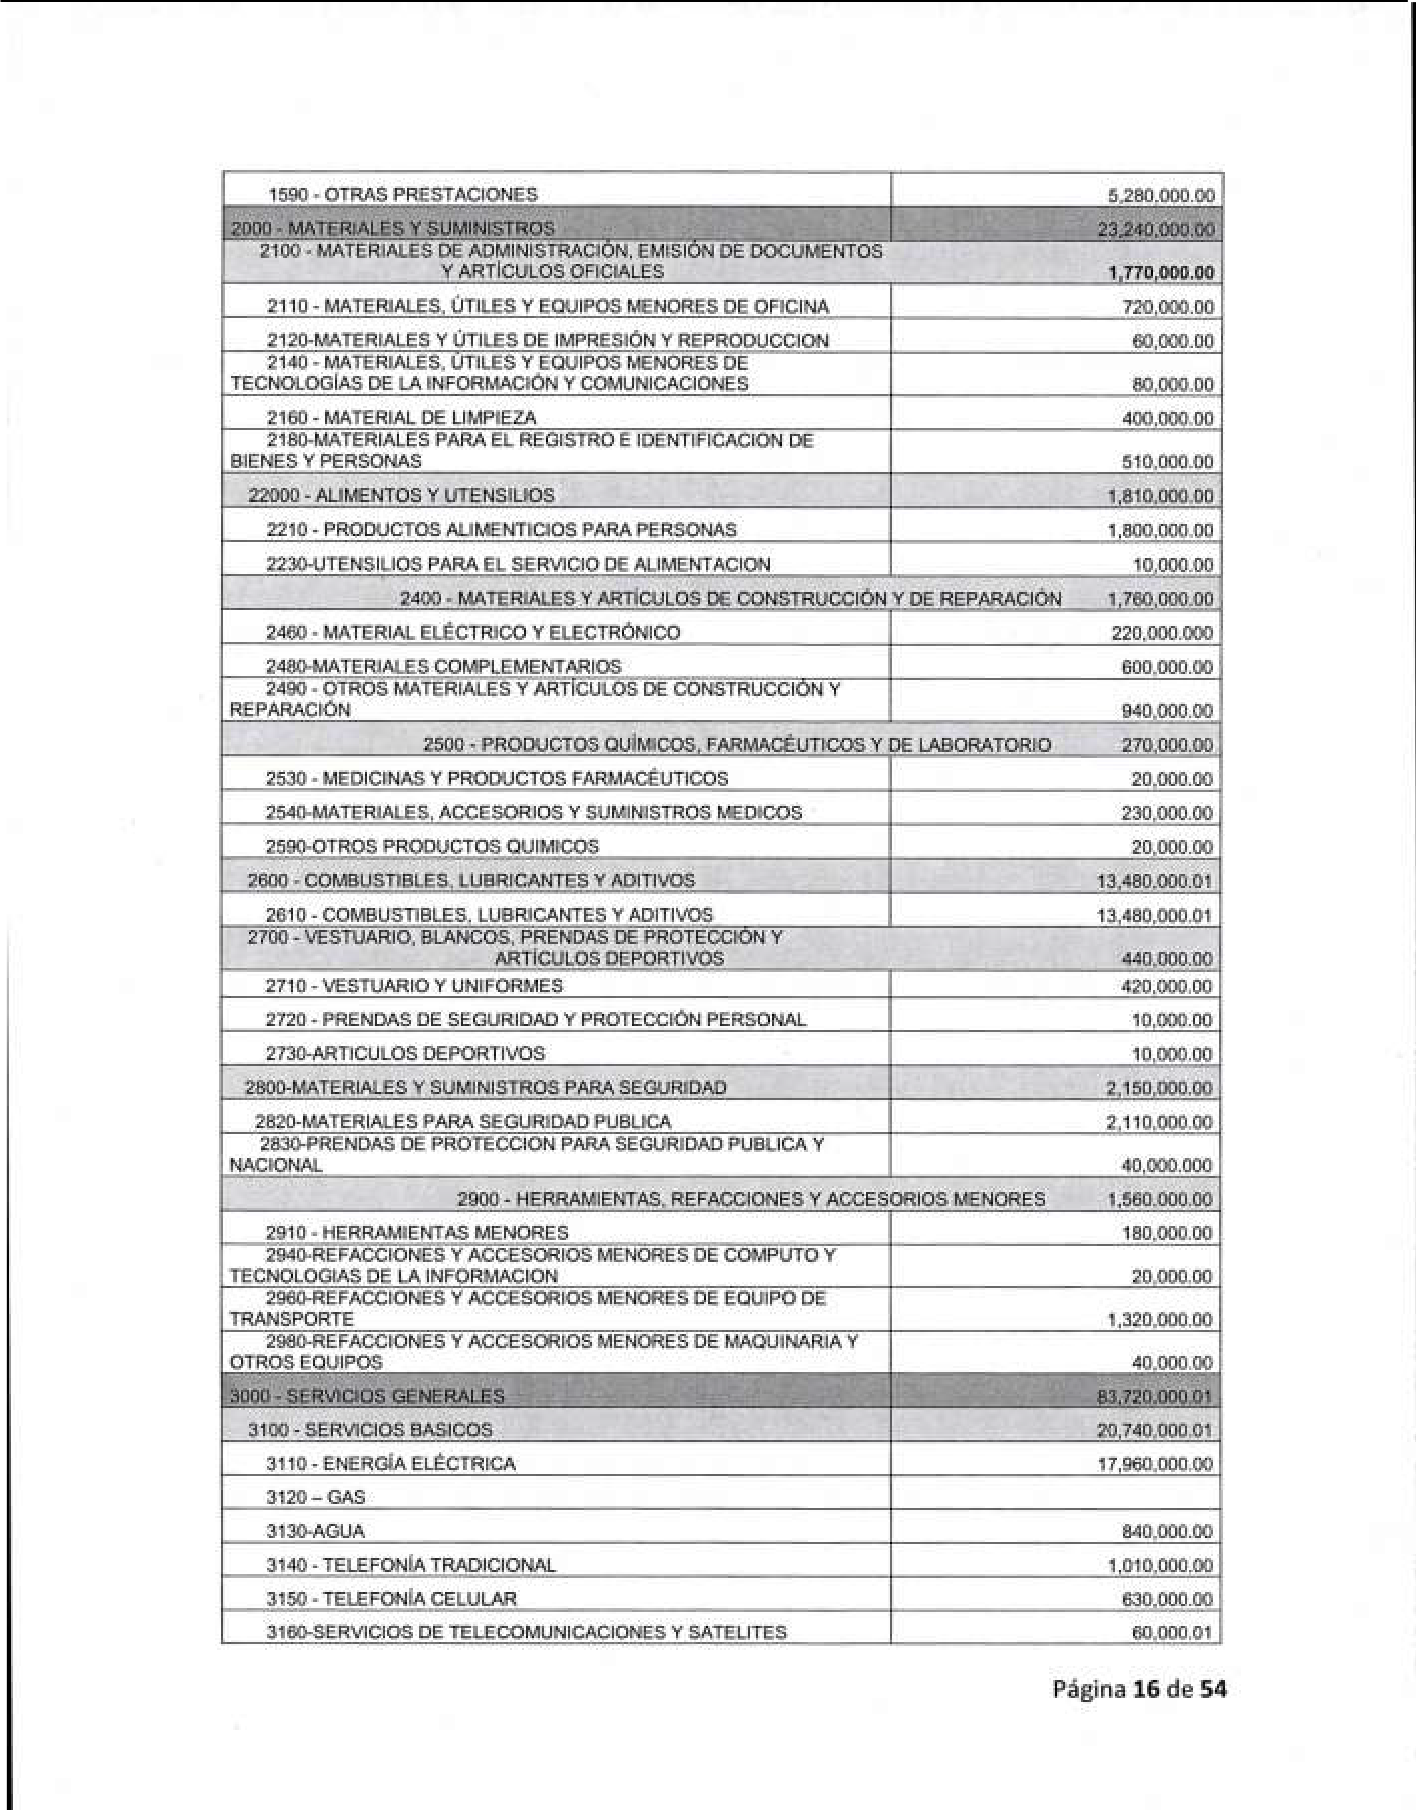 1590 - OTRAS PRESTACIONES 5,280.000.00
2000 - MATERIALES Y SUMINISTROS 23,240,000.00
2100 - MATERIALES DE ADMINISTRACIÓN, EMISIÓN DE DOCUMENTOS
Y ARTÍCULOS OFICIALES 1,770,000.00
2110 - MATERIALES, ÚTILES Y EQUIPOS MENORES DE OFICINA 720,000.00
2120-MATERIALES Y ÚTILES DE IMPRESIÓN Y REPRODUCCION 60,000.00
2140 - MATERIALES, ÚTILES Y EQUIPOS MENORES DE
TECNOLOGÍAS DE LA INFORMACIÓN Y COMUNICACIONES 80,000.00
2160 - MATERIAL DE LIMPIEZA 400,000.00
2180-MATERIALES PARA EL REGISTRO E IDENTIFICACION DE
BIENES Y PERSONAS 510,000.00
22000 - ALIMENTOS Y UTENSILIOS 1,810,000.00
2210 - PRODUCTOS ALIMENTICIOS PARA PERSONAS 1,800,000.00
2230-UTENSILIOS PARA EL SERVICIO DE ALIMENTACION 10,000.00
2400 - MATERIALES Y ARTÍCULOS DE CONSTRUCCIÓN Y DE REPARACIÓN 1,760,000.00
2460 - MATERIAL ELÉCTRICO Y ELECTRÓNICO 220,000.000
2480-MATERIALES COMPLEMENTARIOS 600,000.00
2490 - OTROS MATERIALES Y ARTÍCULOS DE CONSTRUCCIÓN Y
REPARACIÓN 940,000.00
2500 - PRODUCTOS QUÍMICOS, FARMACÉUTICOS Y DE LABORATORIO 270,000.00
2530 - MEDICINAS Y PRODUCTOS FARMACÉUTICOS 20,000.00
2540-MATERIALES, ACCESORIOS Y SUMINISTROS MEDICOS 230,000.00
2590-OTROS PRODUCTOS QUIMICOS 20,000.00
2600 - COMBUSTIBLES, LUBRICANTES Y ADITIVOS 13,480,000.01
2610 - COMBUSTIBLES, LUBRICANTES Y ADITIVOS 13,480,000.01
2700 - VESTUARIO, BLANCOS, PRENDAS DE PROTECCIÓN Y
ARTÍCULOS DEPORTIVOS 440,000.00
2710 - VESTUARIO Y UNIFORMES 420,000.00
2720 - PRENDAS DE SEGURIDAD Y PROTECCIÓN PERSONAL 10,000.00
2730-ARTICULOS DEPORTIVOS 10,000.00
2800-MATERIALES Y SUMINISTROS PARA SEGURIDAD 2,150,000.00
2820-MATERIALES PARA SEGURIDAD PUBLICA 2,110,000.00
2830-PRENDAS DE PROTECCION PARA SEGURIDAD PUBLICA Y
NACIONAL 40,000.000
2900 - HERRAMIENTAS, REFACCIONES Y ACCESORIOS MENORES 1,560.000.00
2910 - HERRAMIENTAS MENORES 180,000.00
2940-REFACCIONES Y ACCESORIOS MENORES DE COMPUTO Y
TECNOLOGIAS DE LA INFORMACION 20,000.00
2960-REFACCIONES Y ACCESORIOS MENORES DE EQUIPO DE
TRANSPORTE 1,320,000.00
2980-REFACCIONES Y ACCESORIOS MENORES DE MAQUINARIA Y
OTROS EQUIPOS 40,000.00
3000 - SERVICIOS GENERALES 83,720,000.01
3100 - SERVICIOS BASICOS 20,740,000.01
3110 - ENERGÍA ELÉCTRICA 17,960,000.00
3120 – GAS
3130-AGUA 840,000.00
3140 - TELEFONÍA TRADICIONAL 1,010,000.00
3150 - TELEFONÍA CELULAR 630,000.00
3160-SERVICIOS DE TELECOMUNICACIONES Y SATELITES 60,000.01
Página 16 de 54